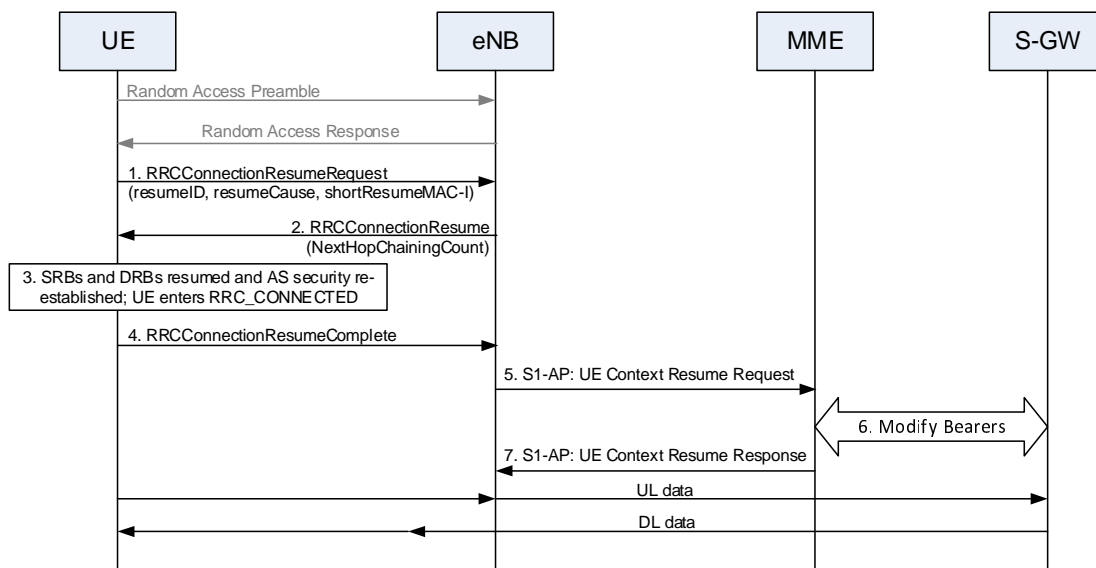 UE eNB MME S-GW
Random Access Preamble
Random Access Response
1. RRCConnectionResumeRequest
(resumeID, resumeCause, shortResumeMAC-I)
2. RRCConnectionResume
(NextHopChainingCount)
3. SRBs and DRBs resumed and AS security re-
established; UE enters RRC_CONNECTED
4. RRCConnectionResumeComplete
5. S1-AP: UE Context Resume Request
6. Modify Bearers
7. S1-AP: UE Context Resume Response
UL data
DL data